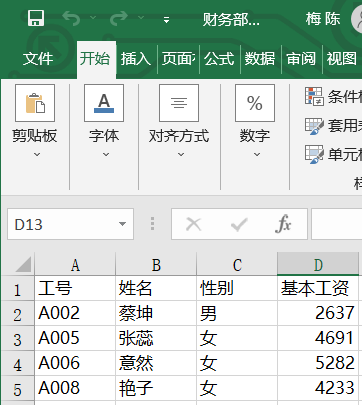 财务部... 梅 陈
文件 开始 插入 页面 公式 数据 审阅 视图
条件格
剪贴板 字体 对齐方式 数字 套用表
单元格
样
D13 fx
A B C D
1 工号 姓名 性别 基本工资
2 A002 蔡坤 男 2637
3 A005 张蕊 女 4691
4 A006 意然 女 5282
5 A008 艳子 女 4233